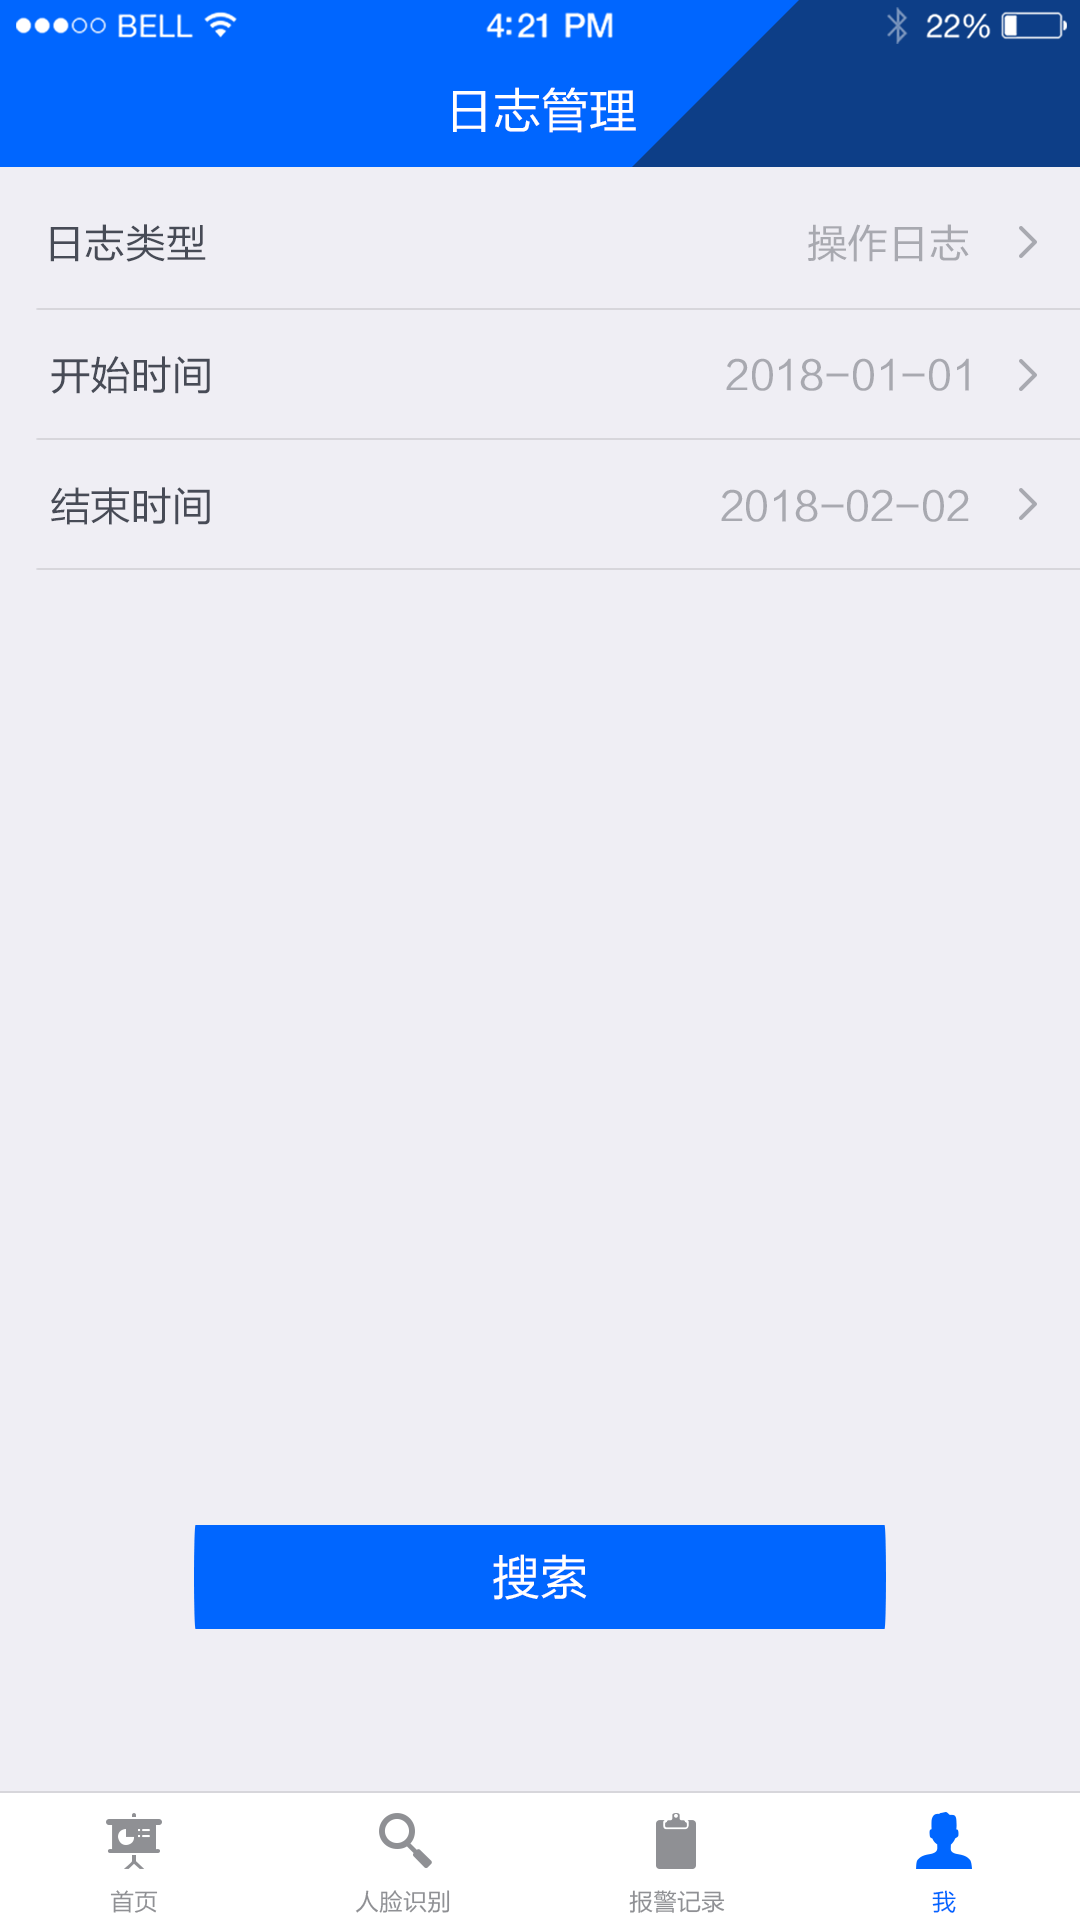 BELL 4:21 PM 22%
日志管理
日志类型 操作日志
开始时间 2018-01-01
结束时间 2018-02-02
搜索
首页 人脸识别 报警记录 我